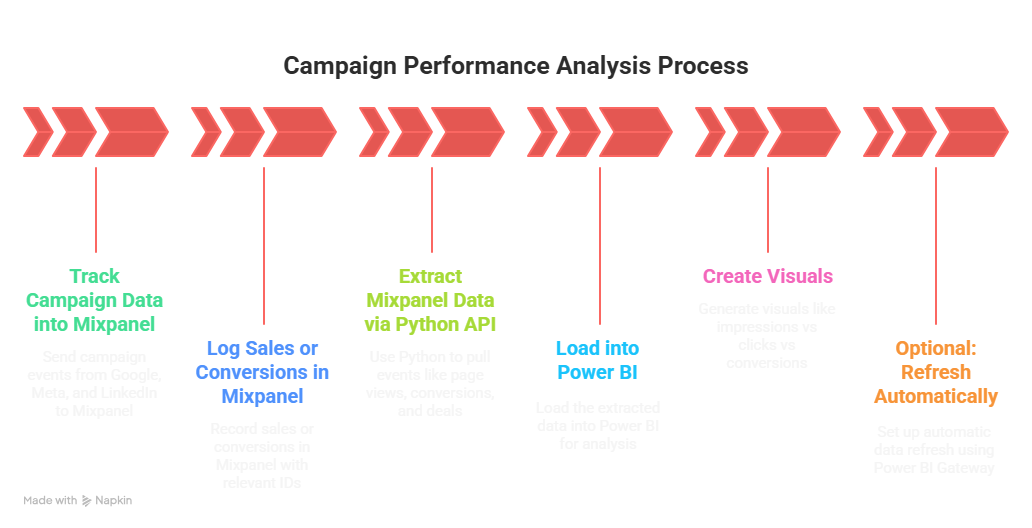 Campaign Performance Analysis Process
Track
Campaign Data
into Mixpanel
Send campaign
events from Google,
Meta, and LinkedIn
to Mixpanel
Log Sales or
Conversions in
Mixpanel
Record sales or
conversions in
Mixpanel with
relevant IDs
Extract
Mixpanel Data
via Python API
Use Python to pull
events like page
views, conversions,
and deals
Load into
Power BI
Load the extracted
data into Power BI
for analysis
Create Visuals
Generate visuals like
impressions vs
clicks vs
conversions
Optional:
Refresh
Automatically
Set up automatic
data refresh using
Power BI Gateway
Made with Napkin